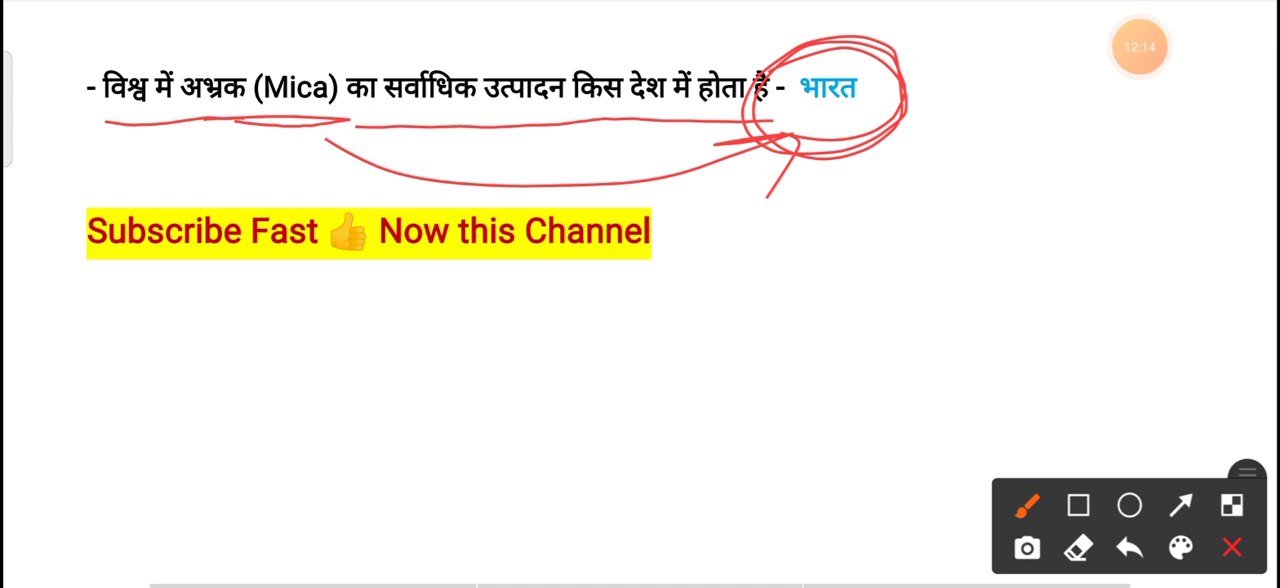 - विश्व में अभ्रक (Mica) का सर्वाधिक उत्पादन किस देश में होता है - भारत
12:14
Subscribe Fast 👍 Now this Channel